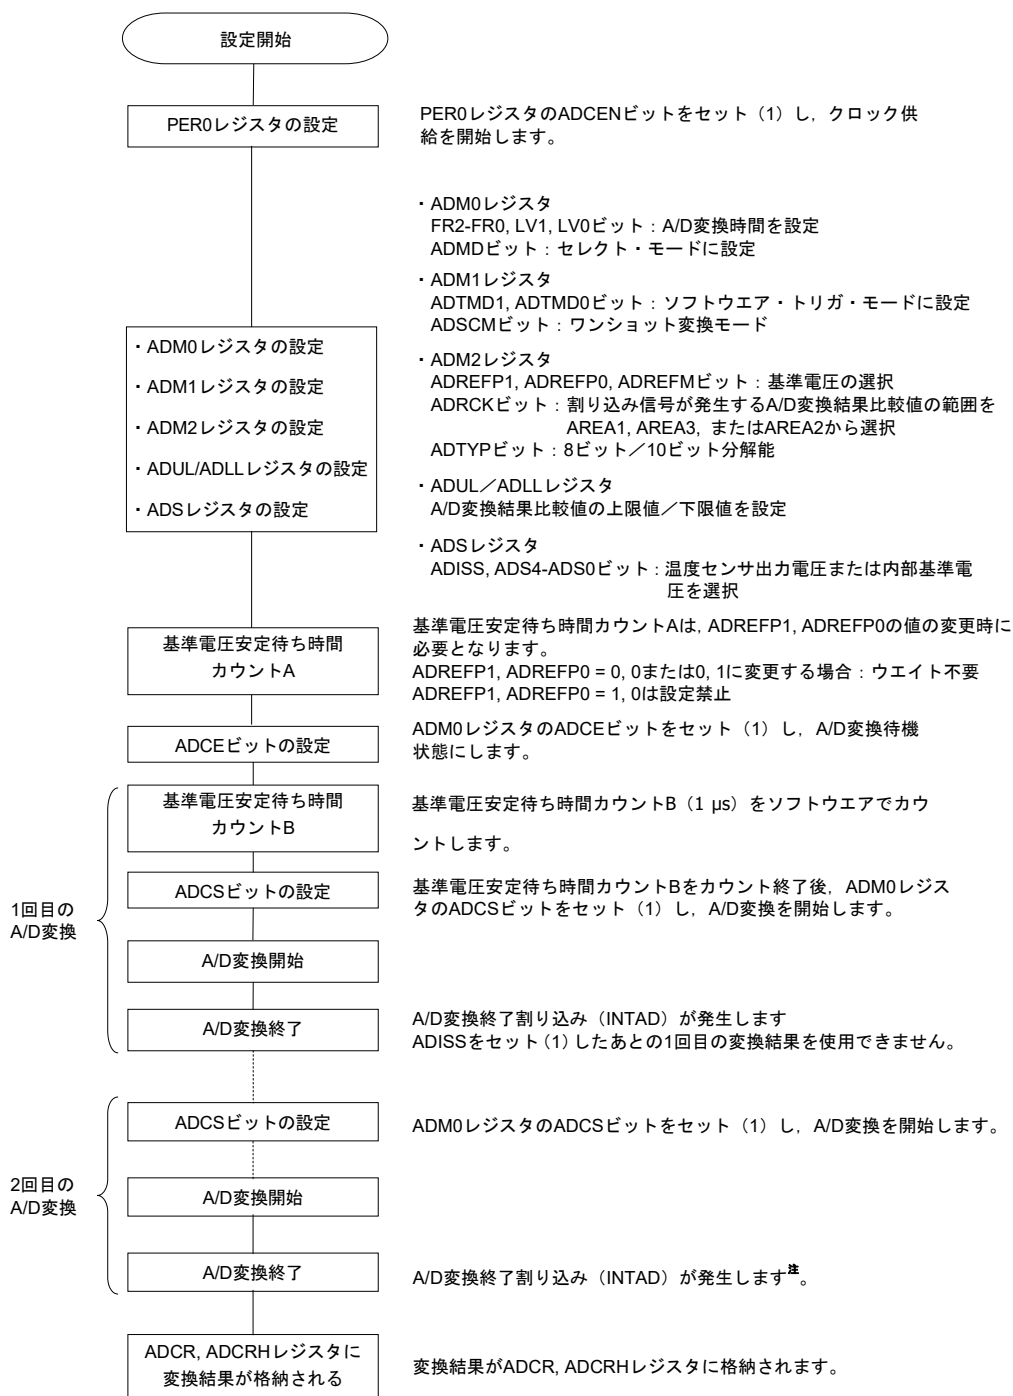 設定開始
PER0レジスタの設定
PER0レジスタのADCENビットをセット（1）し，クロック供
給を開始します。
・ADM0レジスタの設定
・ADM1レジスタの設定
・ADM2レジスタの設定
・ADUL/ADLLレジスタの設定
・ADSレジスタの設定
・ADM0レジスタ
FR2-FR0, LV1, LV0ビット：A/D変換時間を設定
ADMDビット：セレクト・モードに設定
・ADM1レジスタ
ADTMD1, ADTMD0ビット：ソフトウエア・トリガ・モードに設定
ADSCMビット：ワンショット変換モード
・ADM2レジスタ
ADREFP1, ADREFP0, ADREFMビット：基準電圧の選択
ADRCKビット：割り込み信号が発生するA/D変換結果比較値の範囲を
AREA1, AREA3, またはAREA2から選択
ADTYPビット：8ビット／10ビット分解能
・ADUL／ADLLレジスタ
A/D変換結果比較値の上限値／下限値を設定
・ADSレジスタ
ADISS, ADS4-ADS0ビット：温度センサ出力電圧または内部基準電
圧を選択
基準電圧安定待ち時間
カウントA
基準電圧安定待ち時間カウントAは, ADREFP1, ADREFP0の値の変更時に
必要となります。
ADREFP1, ADREFP0 = 0, 0または0, 1に変更する場合：ウエイト不要
ADREFP1, ADREFP0 = 1, 0は設定禁止
ADCEビットの設定
ADM0レジスタのADCEビットをセット（1）し，A/D変換待機
状態にします。
1回目の
A/D変換
基準電圧安定待ち時間
カウントB
基準電圧安定待ち時間カウントB（1 μs）をソフトウエアでカウ
ントします。
ADCSビットの設定
基準電圧安定待ち時間カウントBをカウント終了後，ADM0レジス
タのADCSビットをセット（1）し，A/D変換を開始します。
A/D変換開始
A/D変換終了
A/D変換終了割り込み（INTAD）が発生します
ADISSをセット（1）したあとの1回目の変換結果を使用できません。
2回目の
A/D変換
ADCSビットの設定
ADM0レジスタのADCSビットをセット（1）し，A/D変換を開始します。
A/D変換開始
A/D変換終了
A/D変換終了割り込み（INTAD）が発生します注。
ADCR, ADCRHレジスタに
変換結果が格納される
変換結果がADCR, ADCRHレジスタに格納されます。